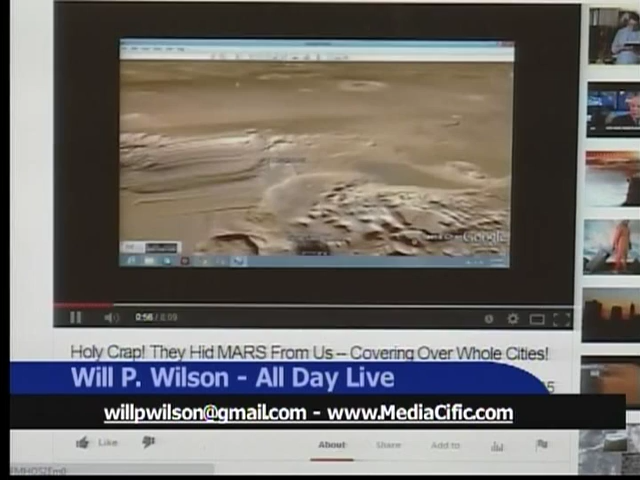 Google
0:56 / 8:09
Holy Crap! They Hid MARS From Us – Covering Over Whole Cities!
Will P. Wilson - All Day Live
willpwilson@gmail.com - www.MediaCific.com
Like
About
Share
Add to